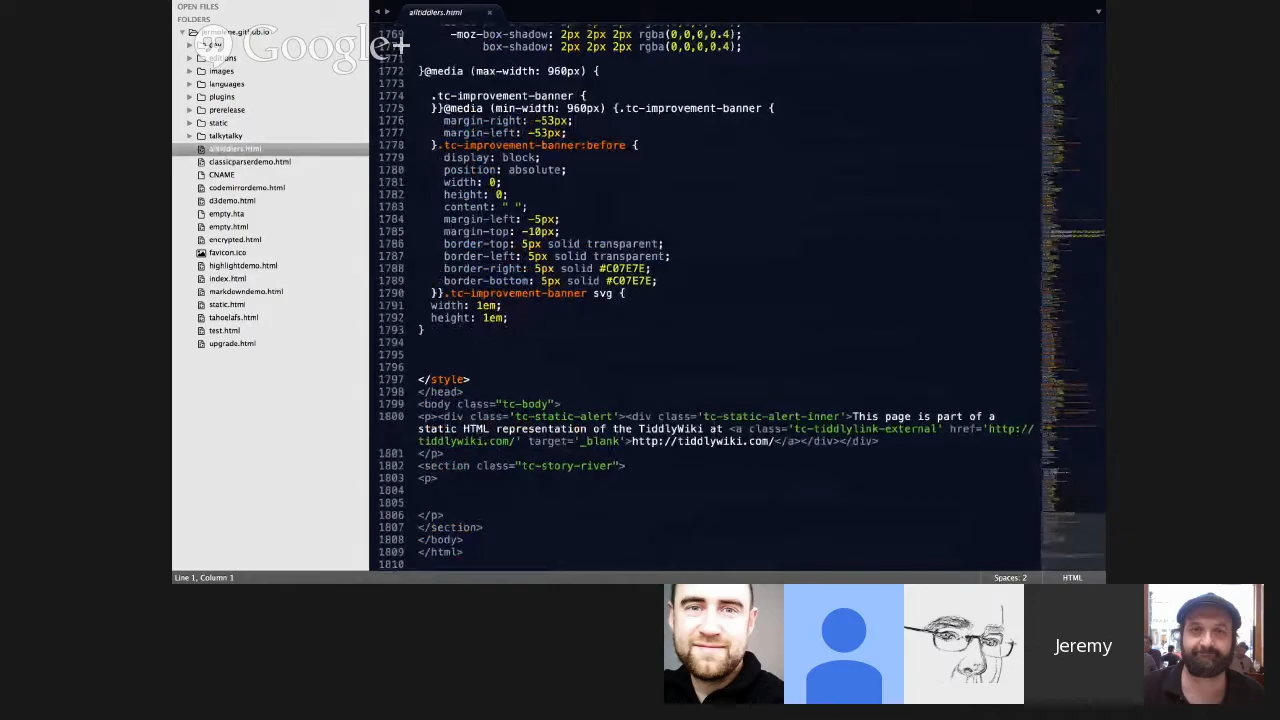 OPEN FILES
FOLDERS
jermolene.github.io
editions
images
languages
plugins
prerelease
static
talkytalky
alltiddlers.html
classicparserdemo.html
CNAME
codemirrordemo.html
d3demo.html
empty.hta
empty.html
encrypted.html
favicon.ico
highlightdemo.html
index.html
markdowndemo.html
static.html
tahoelafs.html
test.html
upgrade.html
Google+
alltiddlers.html
1769 -moz-box-shadow: 2px 2px 2px rgba(0,0,0,0.4);
box-shadow: 2px 2px 2px rgba(0,0,0,0.4);
1771
1772 }@media (max-width: 960px) {
1773
1774 .tc-improvement-banner {
1775 }}@media (min-width: 960px) {.tc-improvement-banner {
1776 margin-right: -53px;
1777 margin-left: -53px;
1778 }.tc-improvement-banner:before {
1779 display: block;
1780 position: absolute;
1781 width: 0;
1782 height: 0;
1783 content: " ";
1784 margin-left: -5px;
1785 margin-top: -10px;
1786 border-top: 5px solid transparent;
1787 border-left: 5px solid transparent;
1788 border-right: 5px solid #C07E7E;
1789 border-bottom: 5px solid #C07E7E;
1790 }}.tc-improvement-banner svg {
1791 width: 1em;
1792 height: 1em;
1793 }
1794
1795
1796
1797 </style>
1798 </head>
1799 <body class="tc-body">
1800 <p><div class='tc-static-alert'><div class='tc-static-alert-inner'>This page is part of a
static HTML representation of the TiddlyWiki at <a class='tc-tiddlylink-external' href='http://
tiddlywiki.com/' target='_blank'>http://tiddlywiki.com/</a></div></div>
1801 </p>
1802 <section class="tc-story-river">
1803 <p>
1804
1805
1806 </p>
1807 </section>
1808 </body>
1809 </html>
1810
Line 1, Column 1
Spaces: 2
HTML
Jeremy